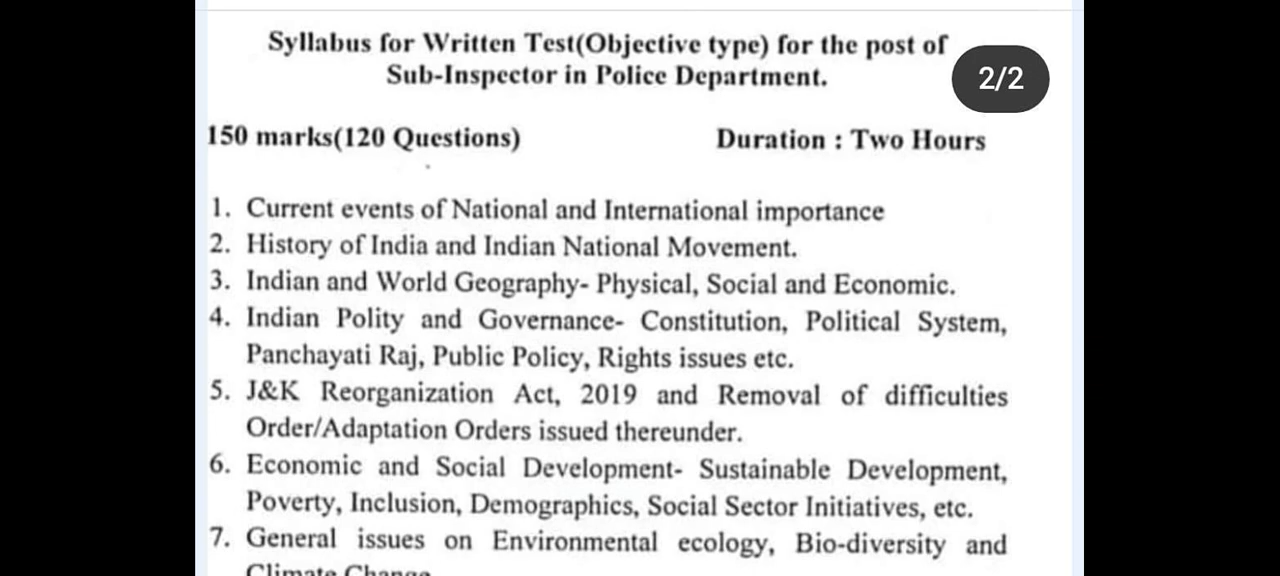 Syllabus for Written Test(Objective type) for the post of
Sub-Inspector in Police Department.
2/2
150 marks(120 Questions)
Duration : Two Hours
1. Current events of National and International importance
2. History of India and Indian National Movement.
3. Indian and World Geography- Physical, Social and Economic.
4. Indian Polity and Governance- Constitution, Political System,
Panchayati Raj, Public Policy, Rights issues etc.
5. J&K Reorganization Act, 2019 and Removal of difficulties
Order/Adaptation Orders issued thereunder.
6. Economic and Social Development- Sustainable Development,
Poverty, Inclusion, Demographics, Social Sector Initiatives, etc.
7. General issues on Environmental ecology, Bio-diversity and
Climate Change